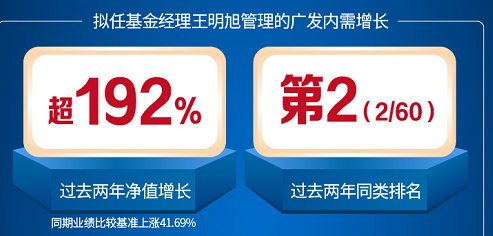 拟任基金经理王明旭管理的广发内需增长
超192%
第2（2/60）
过去两年净值增长
过去两年同类排名
同期业绩比较基准上涨41.69%